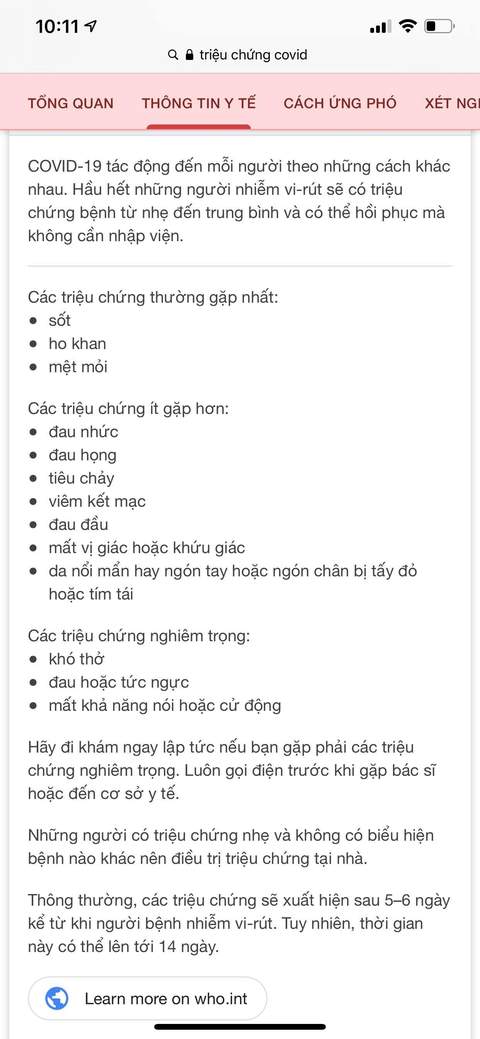 10:11
triệu chứng covid
TỔNG QUAN THÔNG TIN Y TẾ CÁCH ỨNG PHÓ XÉT NGI
COVID-19 tác động đến mỗi người theo những cách khác
nhau. Hầu hết những người nhiễm vi-rút sẽ có triệu
chứng bệnh từ nhẹ đến trung bình và có thể hồi phục mà
không cần nhập viện.
Các triệu chứng thường gặp nhất:
• sốt
• ho khan
• mệt mỏi
Các triệu chứng ít gặp hơn:
• đau nhức
• đau họng
• tiêu chảy
• viêm kết mạc
• đau đầu
• mất vị giác hoặc khứu giác
• da nổi mẩn hay ngón tay hoặc ngón chân bị tấy đỏ
hoặc tím tái
Các triệu chứng nghiêm trọng:
• khó thở
• đau hoặc tức ngực
• mất khả năng nói hoặc cử động
Hãy đi khám ngay lập tức nếu bạn gặp phải các triệu
chứng nghiêm trọng. Luôn gọi điện trước khi gặp bác sĩ
hoặc đến cơ sở y tế.
Những người có triệu chứng nhẹ và không có biểu hiện
bệnh nào khác nên điều trị triệu chứng tại nhà.
Thông thường, các triệu chứng sẽ xuất hiện sau 5–6 ngày
kể từ khi người bệnh nhiễm vi-rút. Tuy nhiên, thời gian
này có thể lên tới 14 ngày.
Learn more on who.int